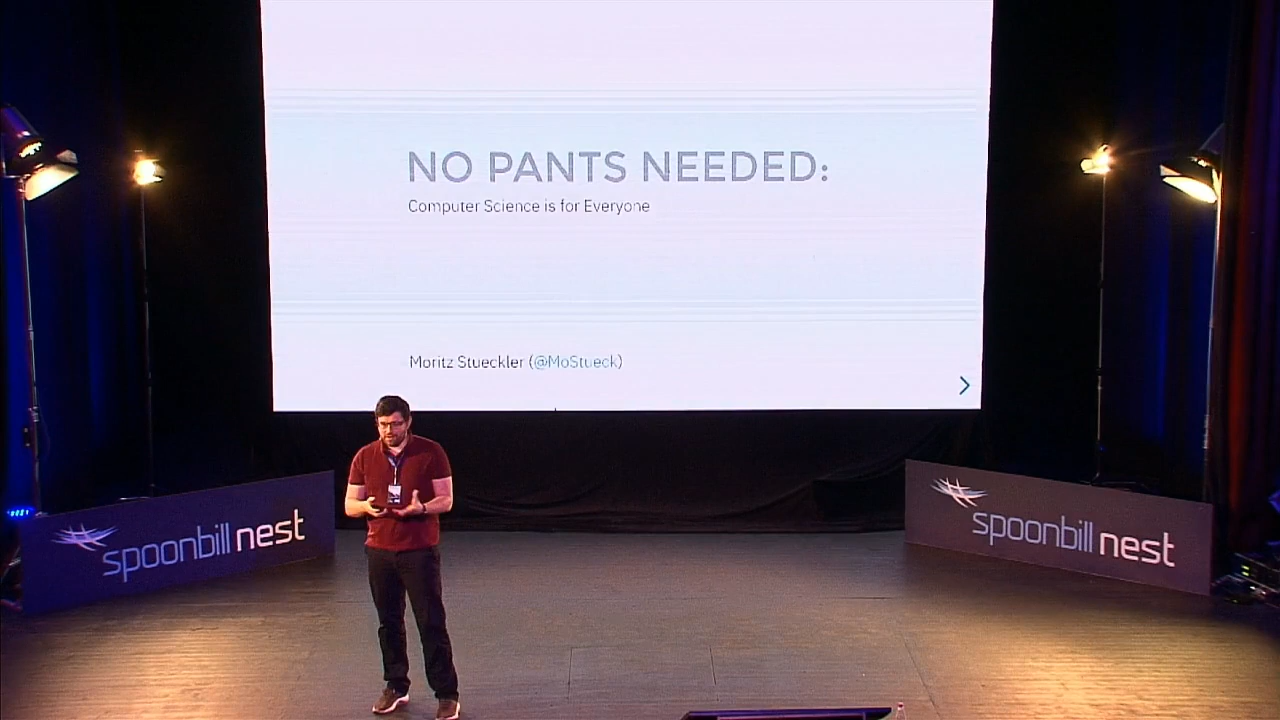 NO PANTS NEEDED:
Computer Science is for Everyone
Moritz Stueckler (@MoStueck)
spoonbill nest
spoonbill nest